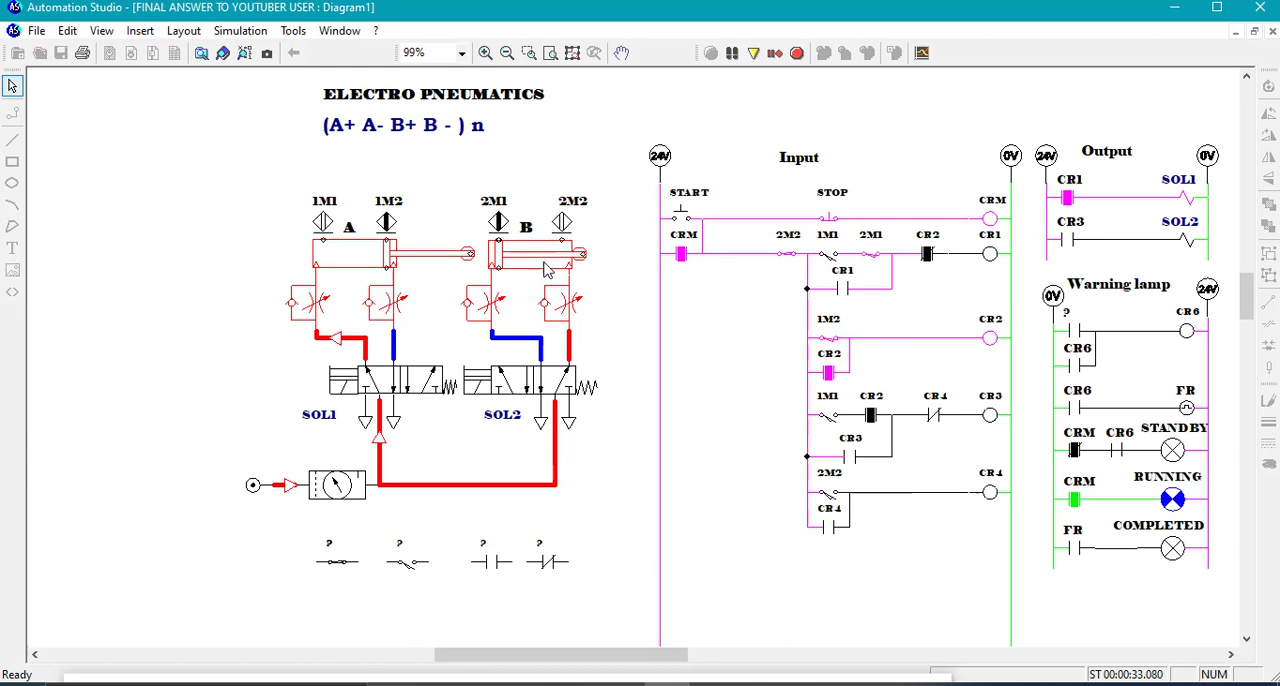 Automation Studio - [FINAL ANSWER TO YOUTUBER USER : Diagram1]
File Edit View Insert Layout Simulation Tools Window ?
99%
ELECTRO PNEUMATICS
(A+ A- B+ B - ) n
1M1 1M2 2M1 2M2
A B
SOL1 SOL2
? ? ? ?
24V Input 0V
START STOP CRM
CRM 2M2 1M1 2M1 CR2 CR1
CR1
1M2 CR2
CR2
1M1 CR2 CR4 CR3
CR3
2M2 CR4
CR4
24V Output 0V
CR1 SOL1
CR3 SOL2
Warning lamp
0V 24V
? CR6
CR6
CR6 FR
CRM CR6 STANDBY
CRM RUNNING
FR COMPLETED
Ready
ST 00:00:33.080 NUM